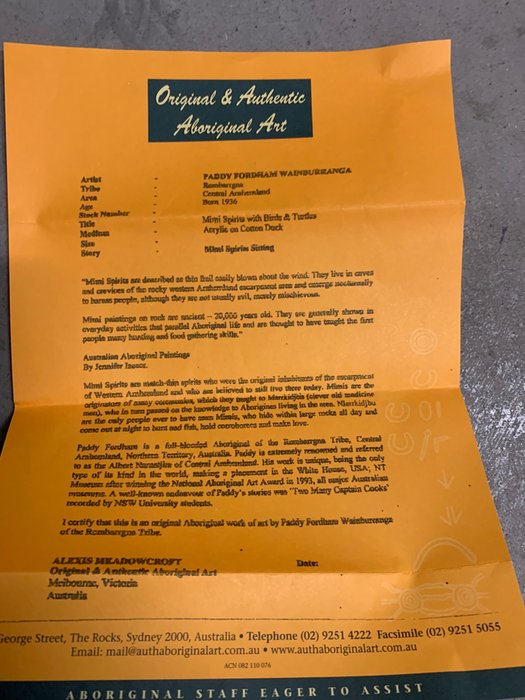 Original & Authentic
Aboriginal Art
Artist - PADDY FORDHAM WAINBURRANGA
Tribe - Rembarrgna
Area - Central Arnhemland
Age - Born 1936
Stock Number -
Title - Mimi Spirits with Birds & Turtles
Medium - Acrylic on Cotton Duck
Size -
Story - Mimi Spirits Sitting
"Mimi Spirits are described as thin frail easily blown about the wind. They live in caves
and crevices of the rocky western Arnhemland escarpment area and emerge nocturnally
to harass people, although they are not usually evil, merely mischievous.
Mimi paintings on rock are ancient – 20,000 years old. They are generally shown in
everyday activities that parallel Aboriginal life and are thought to have taught the first
people many hunting and food gathering skills."
Australian Aboriginal Paintings
By Jennifer Isaacs.
Mimi Spirits are match-thin spirits who were the original inhabitants of the escarpment
of Western Arnhemland and who are believed to still live there today. Mimis are the
originators of many ceremonies, which they taught to Marrkidjbu (clever old medicine
men), who in turn passed on the knowledge to Aborigines living in the area. Marrkidjbu
are the only people ever to have seen Mimis, who hide within large rocks all day and
come out at night to hunt and fish, hold corroborees and make love.
Paddy Fordham is a full-blooded Aboriginal of the Rembarrgna Tribe, Central
Arnhemland, Northern Territory, Australia. Paddy is extremely renowned and referred
to as the Albert Namatjira of Central Arnhemland. His work is unique, being the only
type of its kind in the world, making a placement in the White House, USA; NT
Museum after winning the National Aboriginal Art Award in 1993, all major Australian
museums. A well-known endeavour of Paddy's stories was 'Two Many Captain Cooks'
recorded by NSW University students.
I certify that this is an original Aboriginal work of art by Paddy Fordham Wainburranga
of the Rembarrgna Tribe.
ALEXIS MEADOWCROFT Date:
Original & Authentic Aboriginal Art
Melbourne, Victoria
Australia
George Street, The Rocks, Sydney 2000, Australia • Telephone (02) 9251 4222 Facsimile (02) 9251 5055
Email: mail@authaboriginalart.com.au • www.authaboriginalart.com.au
ACN 082 110 076
ABORIGINAL STAFF EAGER TO ASSIST